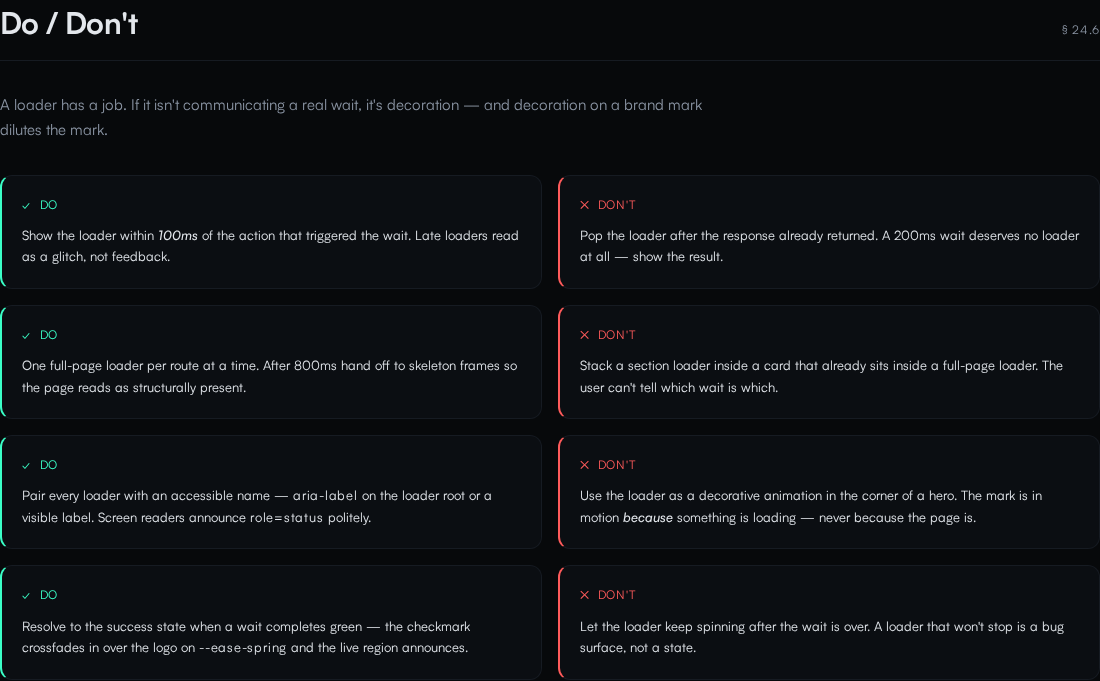 Do / Don't
§ 24.6
A loader has a job. If it isn't communicating a real wait, it's decoration — and decoration on a brand mark
dilutes the mark.
✓ DO
Show the loader within 100ms of the action that triggered the wait. Late loaders read
as a glitch, not feedback.
✕ DON'T
Pop the loader after the response already returned. A 200ms wait deserves no loader
at all — show the result.
✓ DO
One full-page loader per route at a time. After 800ms hand off to skeleton frames so
the page reads as structurally present.
✕ DON'T
Stack a section loader inside a card that already sits inside a full-page loader. The
user can't tell which wait is which.
✓ DO
Pair every loader with an accessible name — aria-label on the loader root or a
visible label. Screen readers announce role=status politely.
✕ DON'T
Use the loader as a decorative animation in the corner of a hero. The mark is in
motion because something is loading — never because the page is.
✓ DO
Resolve to the success state when a wait completes green — the checkmark
crossfades in over the logo on --ease-spring and the live region announces.
✕ DON'T
Let the loader keep spinning after the wait is over. A loader that won't stop is a bug
surface, not a state.